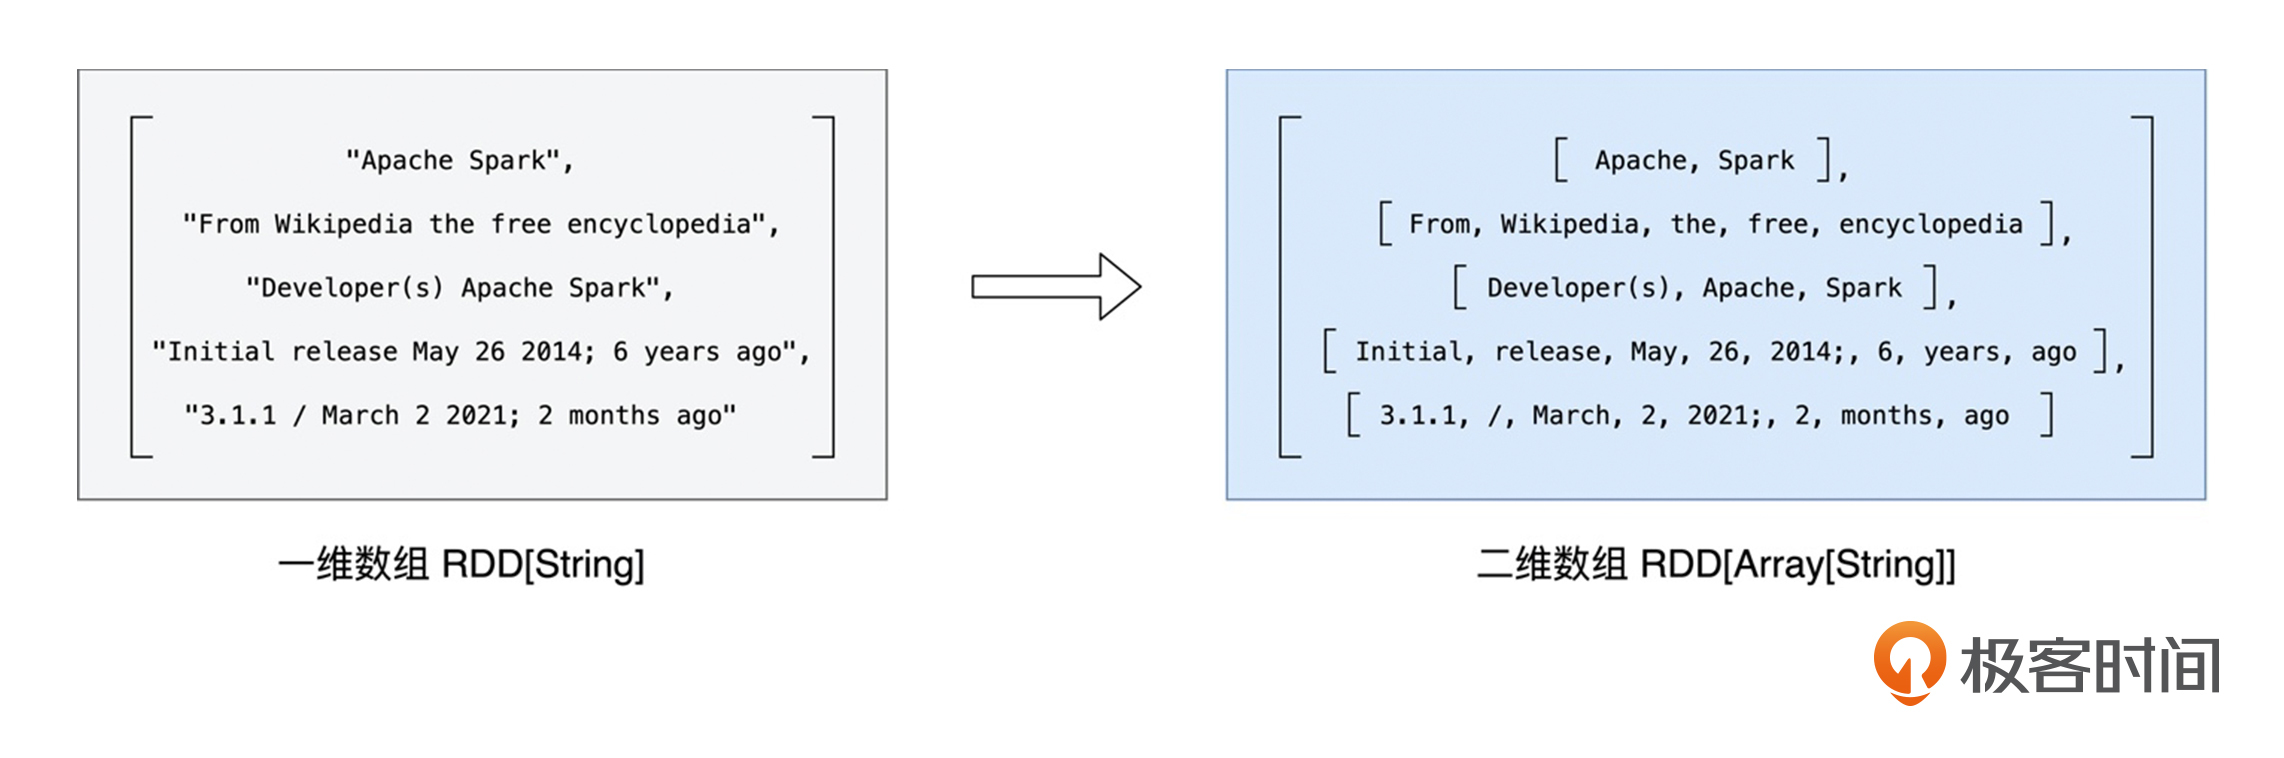 "Apache Spark",
"From Wikipedia the free encyclopedia",
"Developer(s) Apache Spark",
"Initial release May 26 2014; 6 years ago",
"3.1.1 / March 2 2021; 2 months ago"
一维数组 RDD[String]
[ Apache, Spark ],
[ From, Wikipedia, the, free, encyclopedia ],
[ Developer(s), Apache, Spark ],
[ Initial, release, May, 26, 2014;, 6, years, ago ],
[ 3.1.1, /, March, 2, 2021;, 2, months, ago ]
二维数组 RDD[Array[String]]
极客时间